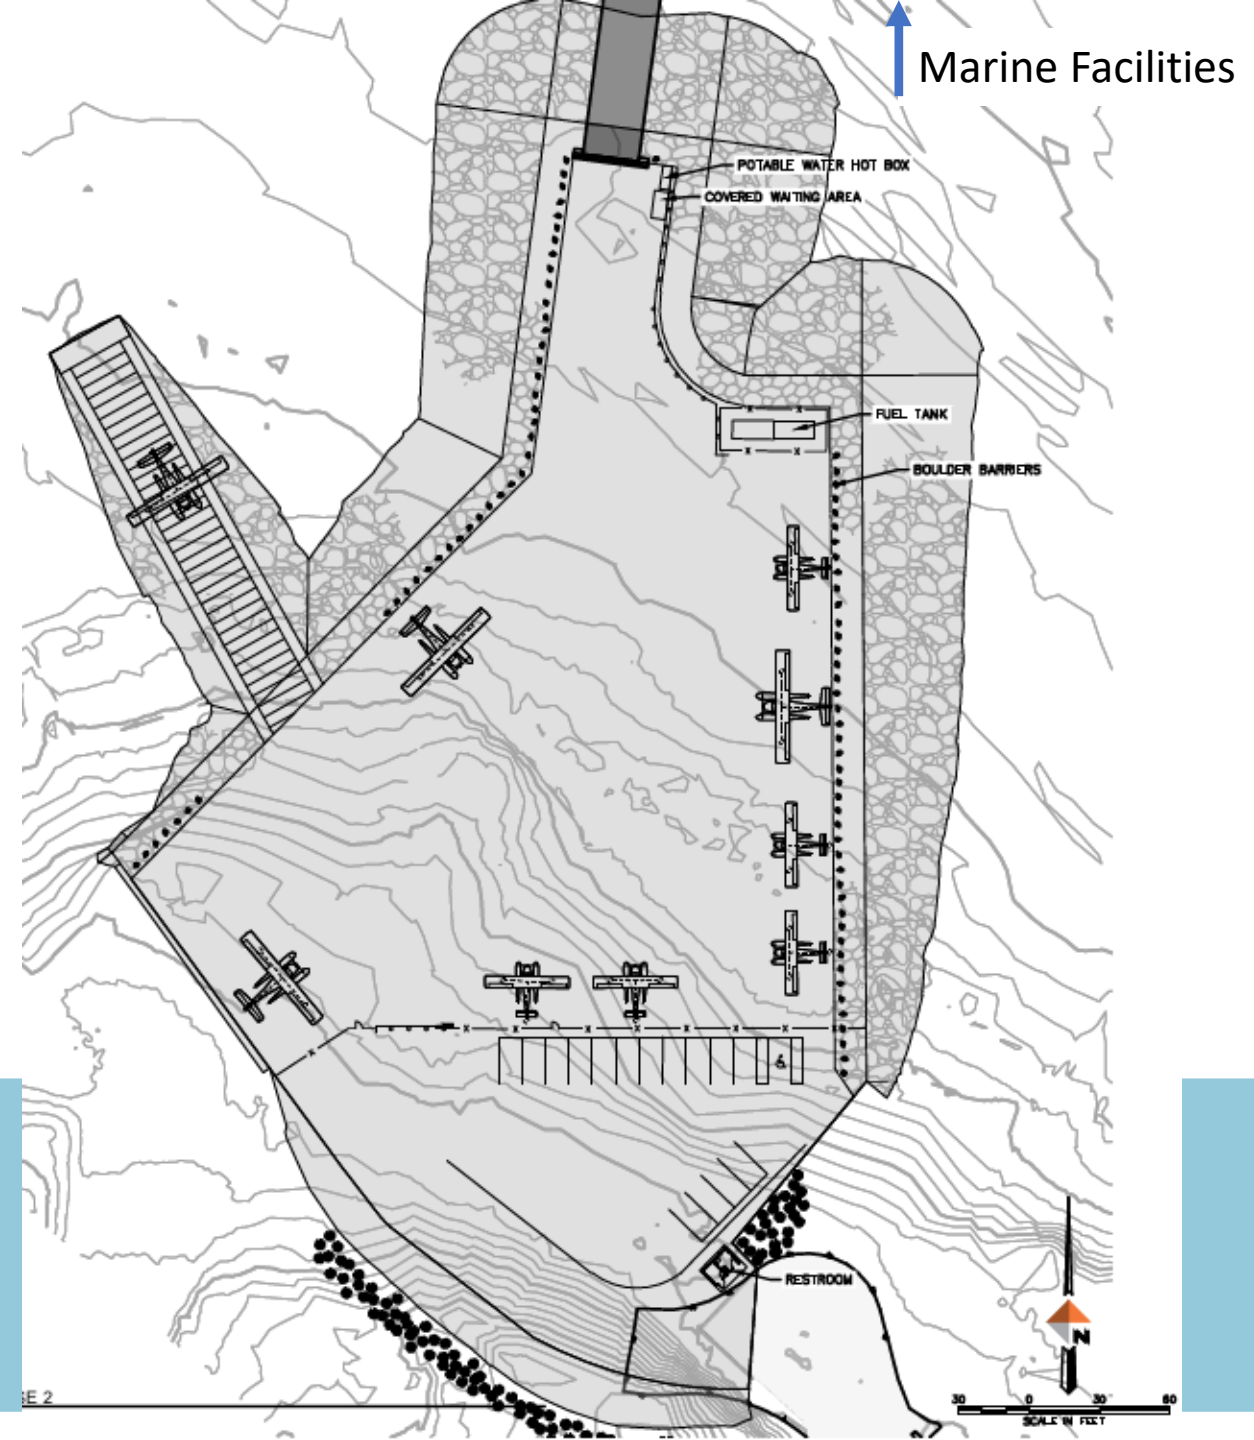 Marine Facilities
POTABLE WATER HOT BOX
COVERED WAITING AREA
FUEL TANK
BOULDER BARRIERS
RESTROOM
N
30 0 30 60
SCALE IN FEET
SE 2